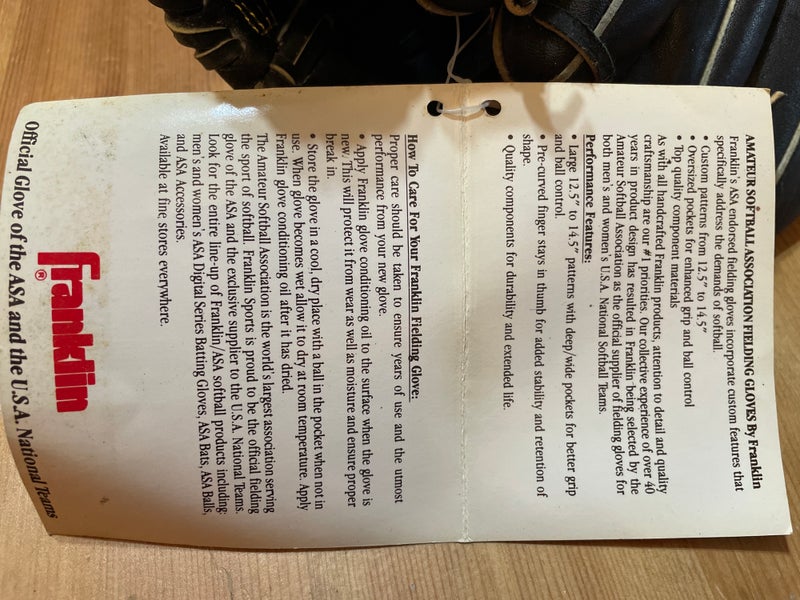 AMATEUR SOFTBALL ASSOCIATION FIELDING GLOVES By Franklin
Franklin's ASA endorsed fielding gloves incorporate custom features that
specifically address the demands of softball.
• Custom patterns from 12.5" to 14.5"
• Oversized pockets for enhanced grip and ball control
• Top quality component materials
As with all handcrafted Franklin products, attention to detail and quality
craftsmanship are our #1 priorities. Our collective experience of over 40
years in product design has resulted in Franklin being selected by the
Amateur Softball Association as the official supplier of fielding gloves for
both men's and women's U.S.A. National Softball Teams.
Performance Features:
• Large 12.5" to 14.5" patterns with deep/wide pockets for better grip
and ball control.
• Pre-curved finger stays in thumb for added stability and retention of
shape.
• Quality components for durability and extended life.
How To Care For Your Franklin Fielding Glove:
Proper care should be taken to ensure years of use and the utmost
performance from your new glove.
• Apply Franklin glove conditioning oil to the surface when the glove is
new. This will protect it from wear as well as moisture and ensure proper
break in.
• Store the glove in a cool, dry place with a ball in the pocket when not in
use. When glove becomes wet allow it to dry at room temperature. Apply
Franklin glove conditioning oil after it has dried.
The Amateur Softball Association is the world's largest association serving
the sport of softball. Franklin Sports is proud to be the official fielding
glove of the ASA and the exclusive supplier to the U.S.A. National Teams.
Look for the entire line-up of Franklin/ASA softball products including:
men's and women's ASA Digital Series Batting Gloves, ASA Bats, ASA Balls,
and ASA Accessories.
Available at fine stores everywhere.
Franklin®
Official Glove of the ASA and the U.S.A. National Teams